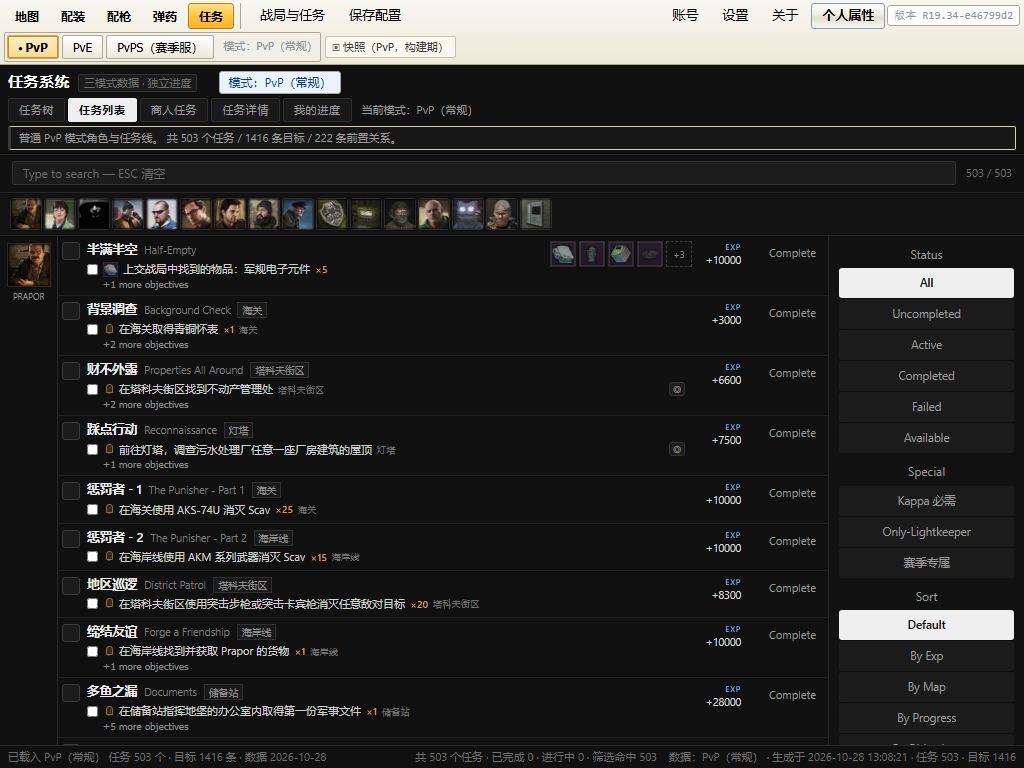 地图 配装 配枪 弹药 任务 战局与任务 保存配置 账号 设置 关于 个人属性 版本 R19.34-e46799d2
• PvP PvE PvPS（赛季服） 模式：PvP（常规） 快照（PvP，构建期）
任务系统 三模式数据 · 独立进度 模式：PvP（常规）
任务树 任务列表 商人任务 任务详情 我的进度 当前模式：PvP（常规）
普通 PvP 模式角色与任务线。 共 503 个任务 / 1416 条目标 / 222 条前置关系。
Type to search — ESC 清空 503 / 503
PRAPOR
半满半空 Half-Empty +3 EXP +10000 Complete
上交战局中找到的物品：军规电子元件 ×5
+1 more objectives
背景调查 Background Check 海关 EXP +3000 Complete
在海关取得青铜怀表 ×1 海关
+2 more objectives
财不外露 Properties All Around 塔科夫街区 EXP +6600 Complete
在塔科夫街区找到不动产管理处 塔科夫街区
+2 more objectives
踩点行动 Reconnaissance 灯塔 EXP +7500 Complete
前往灯塔，调查污水处理厂任意一座厂房建筑的屋顶 灯塔
+1 more objectives
惩罚者 - 1 The Punisher - Part 1 海关 EXP +10000 Complete
在海关使用 AKS-74U 消灭 Scav ×25 海关
惩罚者 - 2 The Punisher - Part 2 海岸线 EXP +10000 Complete
在海岸线使用 AKM 系列武器消灭 Scav ×15 海岸线
地区巡逻 District Patrol 塔科夫街区 EXP +8300 Complete
在塔科夫街区使用突击步枪或突击卡宾枪消灭任意敌对目标 ×20 塔科夫街区
缔结友谊 Forge a Friendship 海岸线 EXP +10000 Complete
在海岸线找到并获取 Prapor 的货物 ×1 海岸线
+1 more objectives
多鱼之漏 Documents 储备站 EXP +28000 Complete
在储备站指挥地堡的办公室内取得第一份军事文件 ×1 储备站
+5 more objectives
Status
All
Uncompleted
Active
Completed
Failed
Available
Special
Kappa 必需
Only-Lightkeeper
赛季专属
Sort
Default
By Exp
By Map
By Progress
已载入 PvP（常规） 任务 503 个 · 目标 1416 条 · 数据 2026-10-28 共 503 个任务 · 已完成 0 · 进行中 0 · 筛选命中 503 数据：PvP（常规） · 生成于 2026-10-28 13:08:21 · 任务 503 · 目标 1416